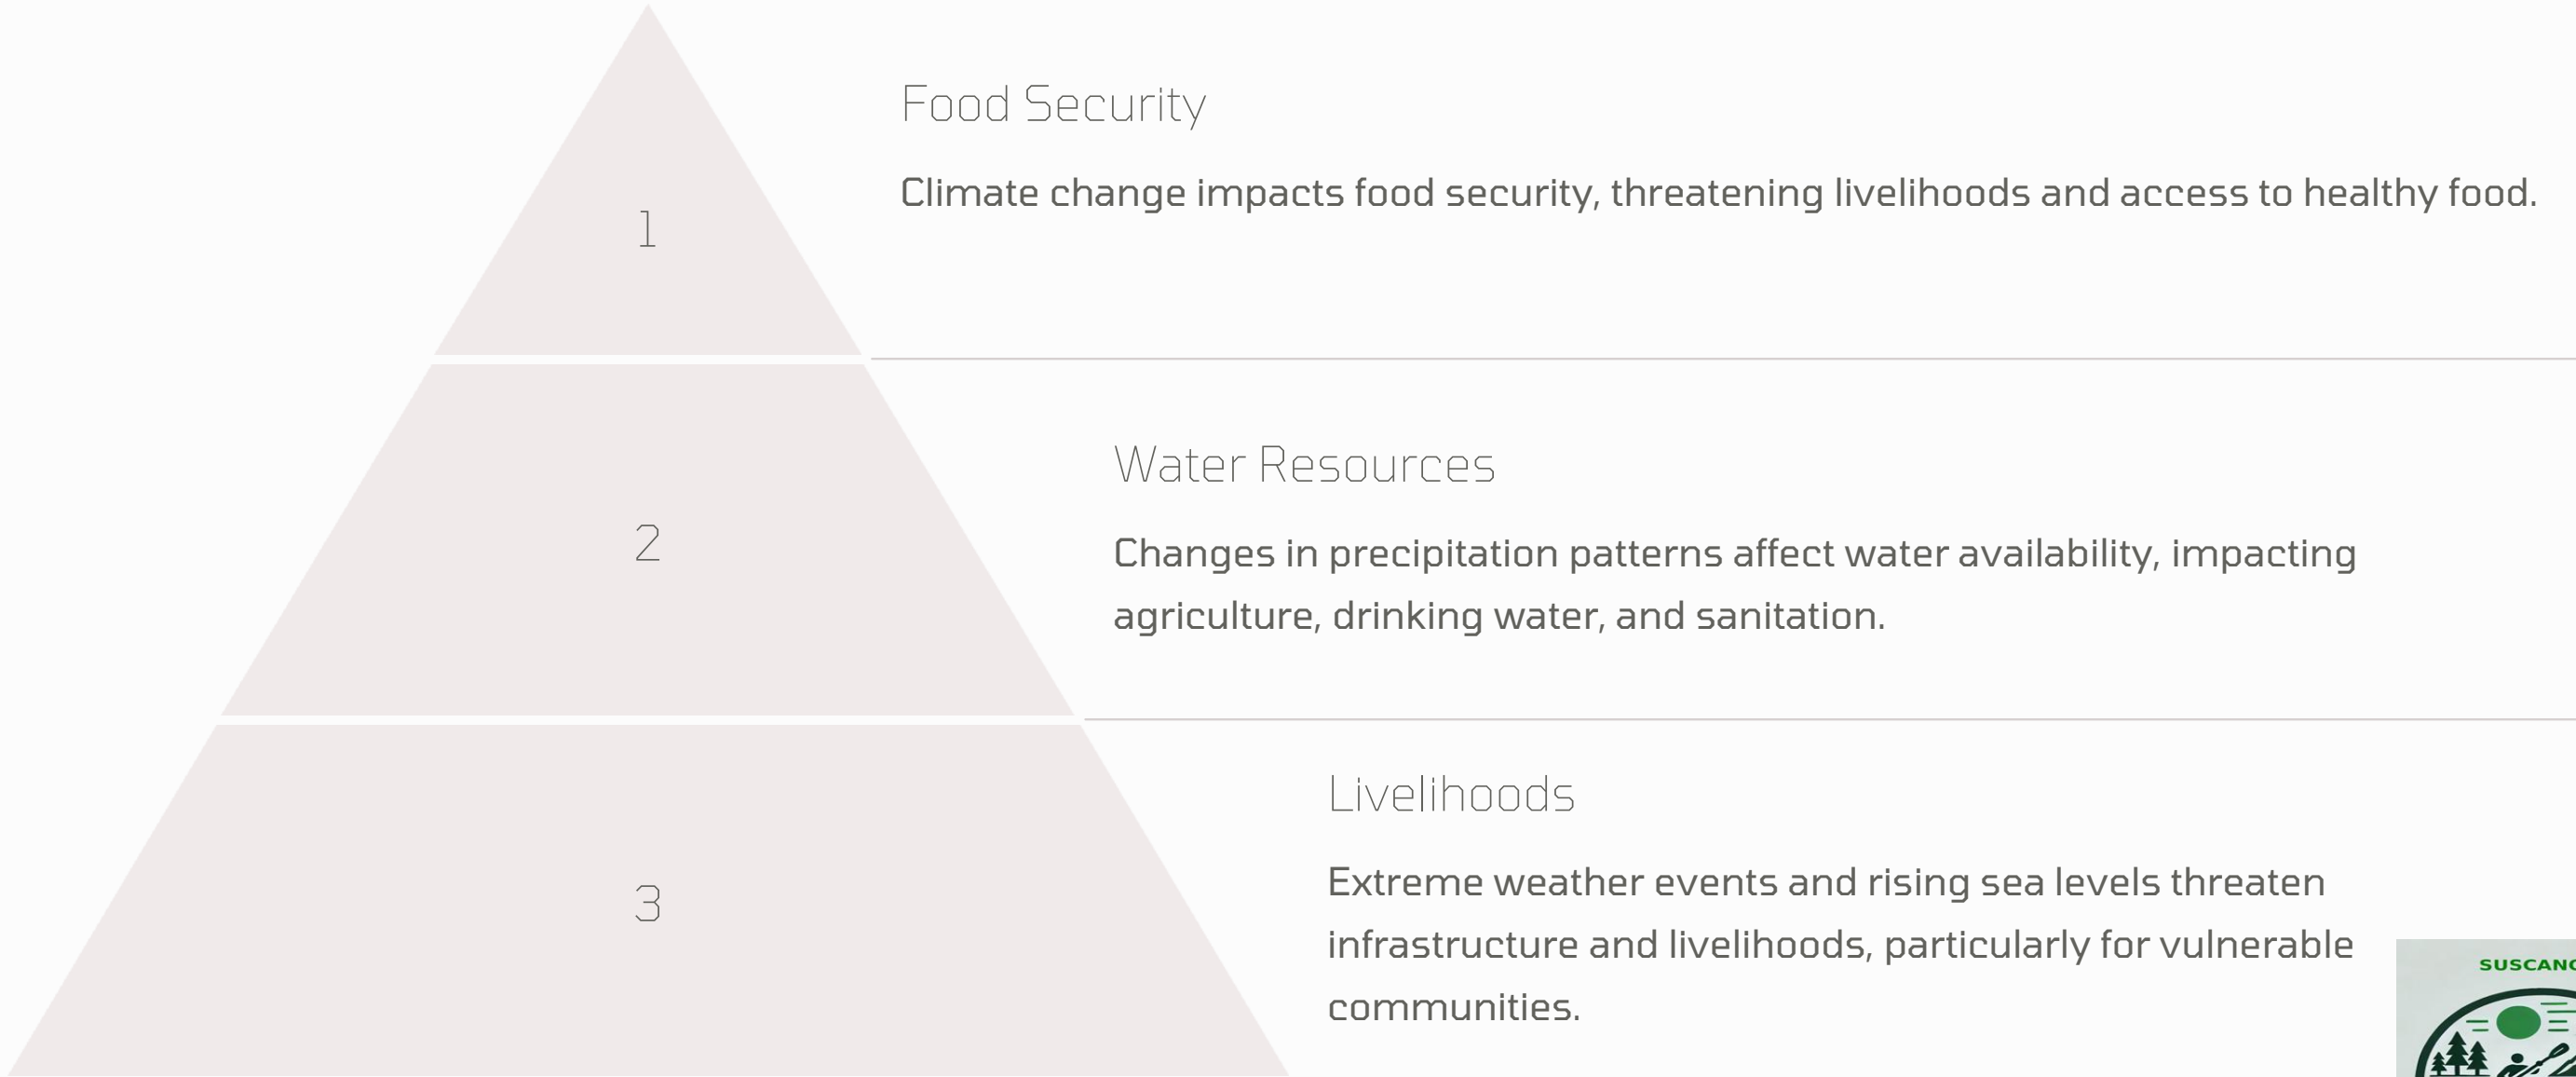 1
Food Security
Climate change impacts food security, threatening livelihoods and access to healthy food.
2
Water Resources
Changes in precipitation patterns affect water availability, impacting
agriculture, drinking water, and sanitation.
3
Livelihoods
Extreme weather events and rising sea levels threaten
infrastructure and livelihoods, particularly for vulnerable
communities.